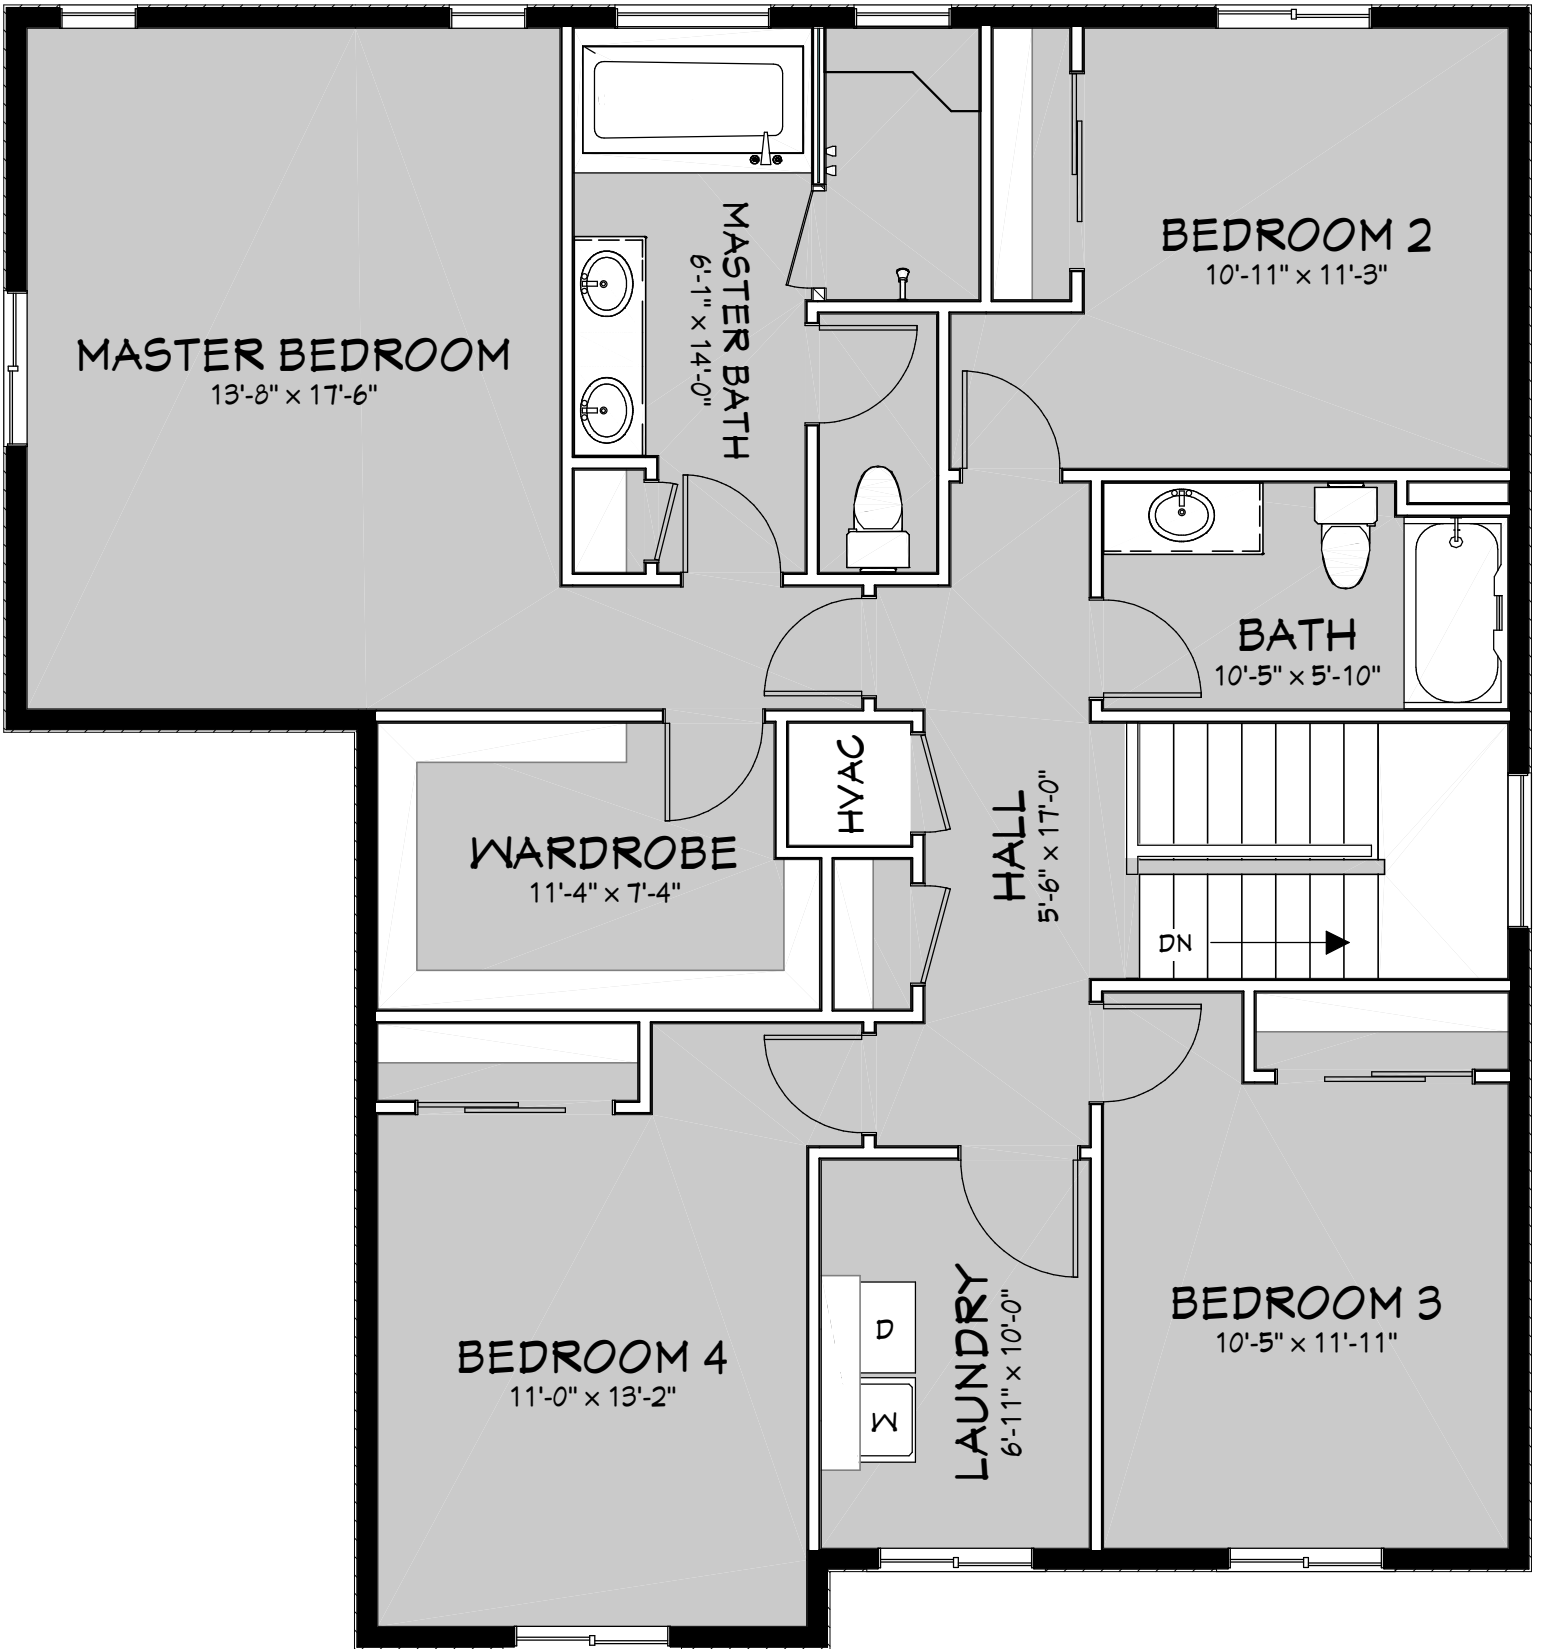 MASTER BEDROOM
13'-8" x 17'-6"
MASTER BATH
6'-1" x 14'-0"
BEDROOM 2
10'-11" x 11'-3"
BATH
10'-5" x 5'-10"
WARDROBE
11'-4" x 7'-4"
HVAC
HALL
5'-6" x 17'-0"
DN
BEDROOM 4
11'-0" x 13'-2"
D
W
LAUNDRY
6'-11" x 10'-0"
BEDROOM 3
10'-5" x 11'-11"